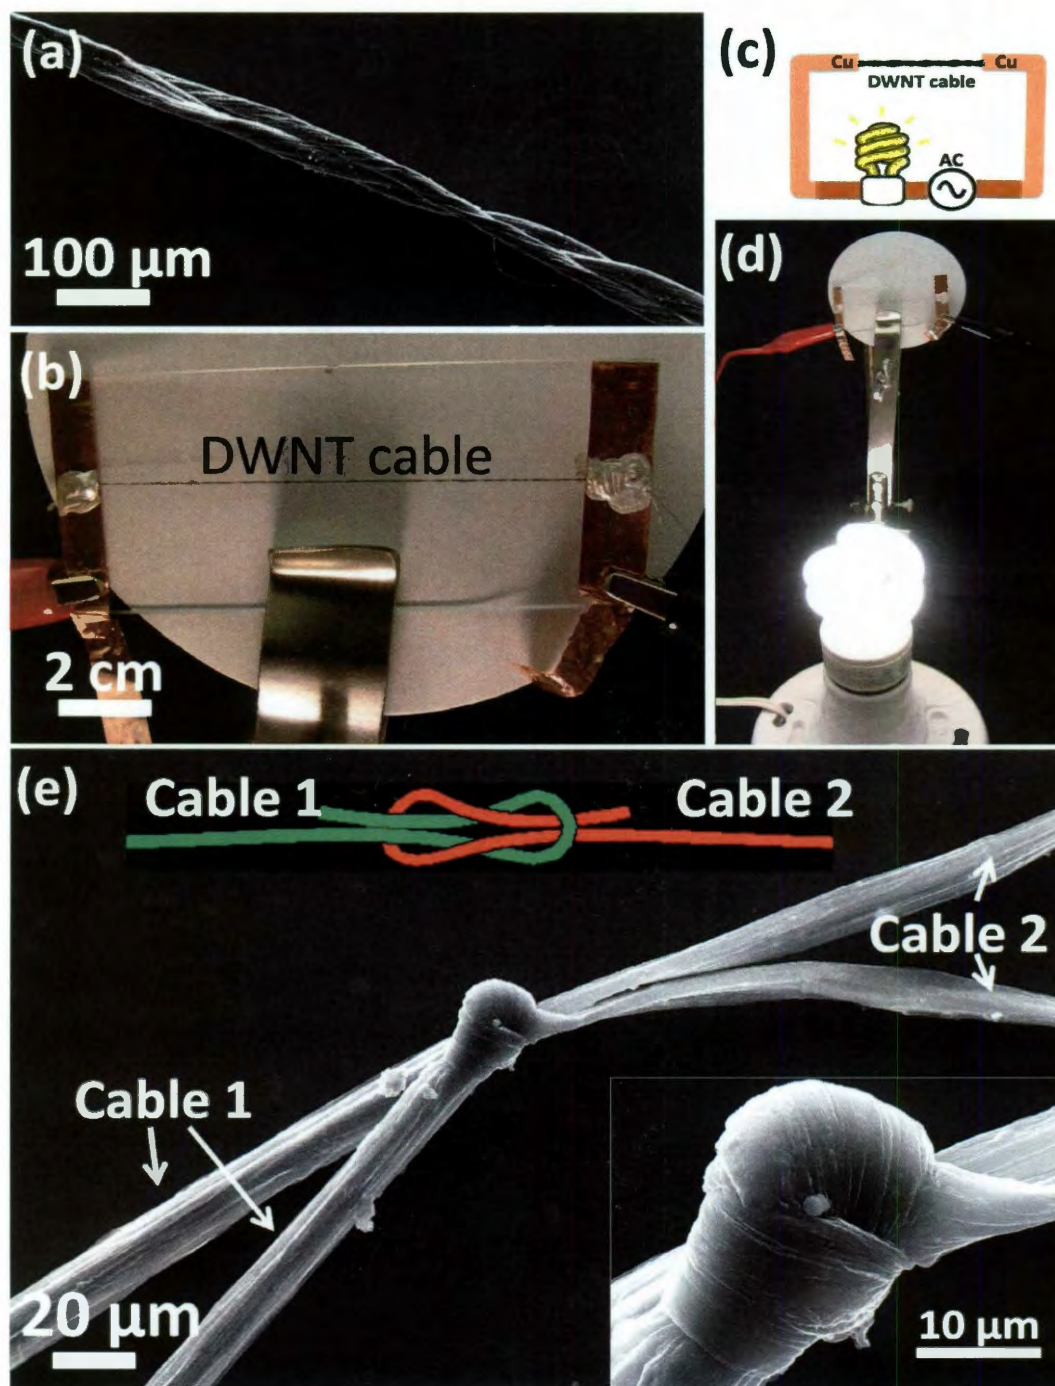 (a)
100 μm
(b)
DWNT cable
2 cm
(c)
Cu
Cu
DWNT cable
AC
(d)
(e)
Cable 1
Cable 2
Cable 2
Cable 1
20 μm
10 μm